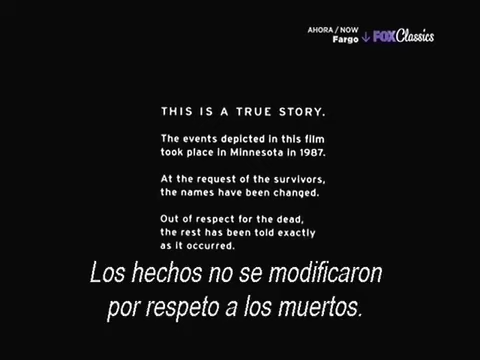 AHORA / NOW
Fargo ↓ FOXClassics
THIS IS A TRUE STORY.
The events depicted in this film
took place in Minnesota in 1987.
At the request of the survivors,
the names have been changed.
Out of respect for the dead,
the rest has been told exactly
as it occurred.
Los hechos no se modificaron
por respeto a los muertos.